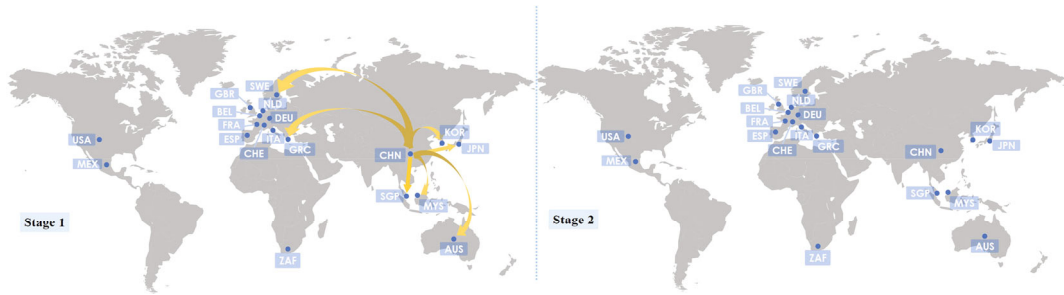 SWE
GBR
NLD
BEL
DEU
FRA
USA
ESP
ITA
KOR
CHE
GRC
JPN
CHN
MEX
SGP
MYS
Stage 1
AUS
ZAF
SWE
GBR
NLD
BEL
DEU
FRA
USA
ESP
ITA
KOR
CHE
GRC
JPN
CHN
MEX
SGP
MYS
Stage 2
AUS
ZAF